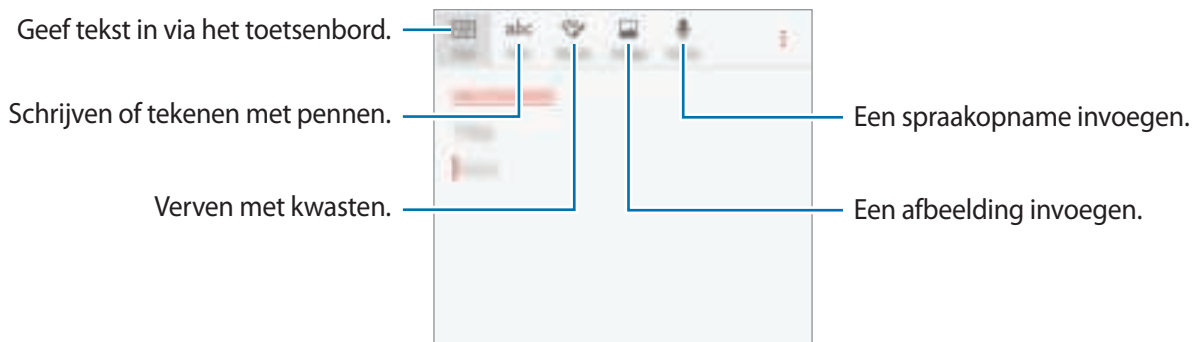 Geef tekst in via het toetsenbord.
abc
Schrijven of tekenen met pennen.
Een spraakopname invoegen.
Verven met kwasten.
Een afbeelding invoegen.